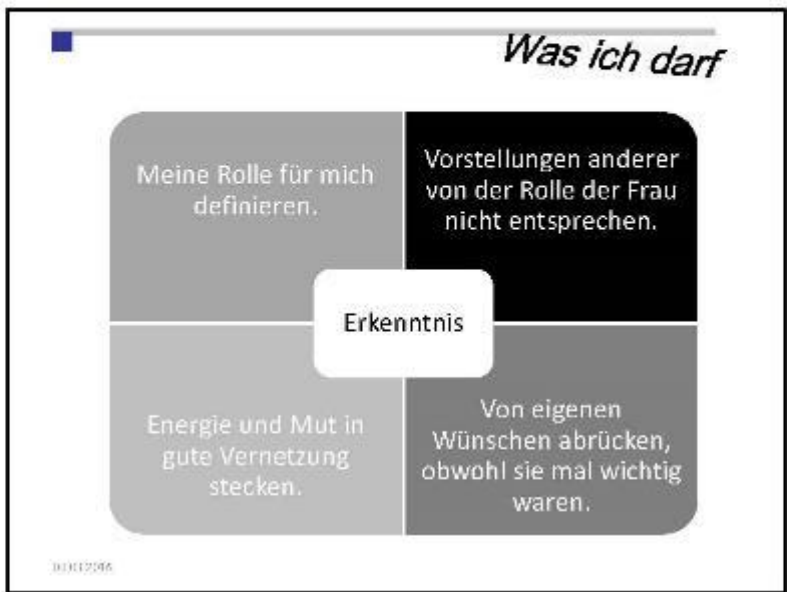 Was ich darf
Meine Rolle für mich
definieren.
Vorstellungen anderer
von der Rolle der Frau
nicht entsprechen.
Erkenntnis
Energie und Mut in
gute Vernetzung
stecken.
Von eigenen
Wünschen abrücken,
obwohl sie mal wichtig
waren.